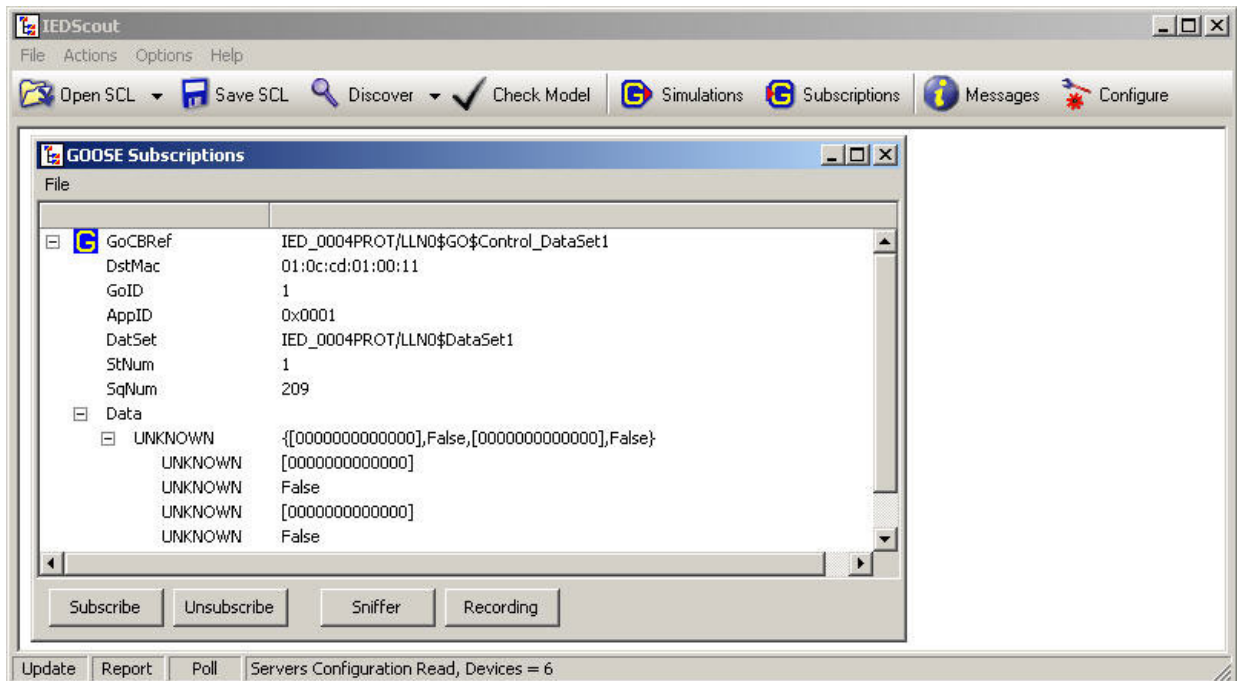 IEDScout
File Actions Options Help
Open SCL Save SCL Discover Check Model Simulations Subscriptions Messages Configure
GOOSE Subscriptions
File
GoCBRef IED_0004PROT/LLN0$GO$Control_DataSet1
DstMac 01:0c:cd:01:00:11
GoID 1
AppID 0x0001
DatSet IED_0004PROT/LLN0$DataSet1
StNum 1
SqNum 209
Data
UNKNOWN {[0000000000000],False,[0000000000000],False}
UNKNOWN [0000000000000]
UNKNOWN False
UNKNOWN [0000000000000]
UNKNOWN False
Subscribe Unsubscribe Sniffer Recording
Update Report Poll Servers Configuration Read, Devices = 6